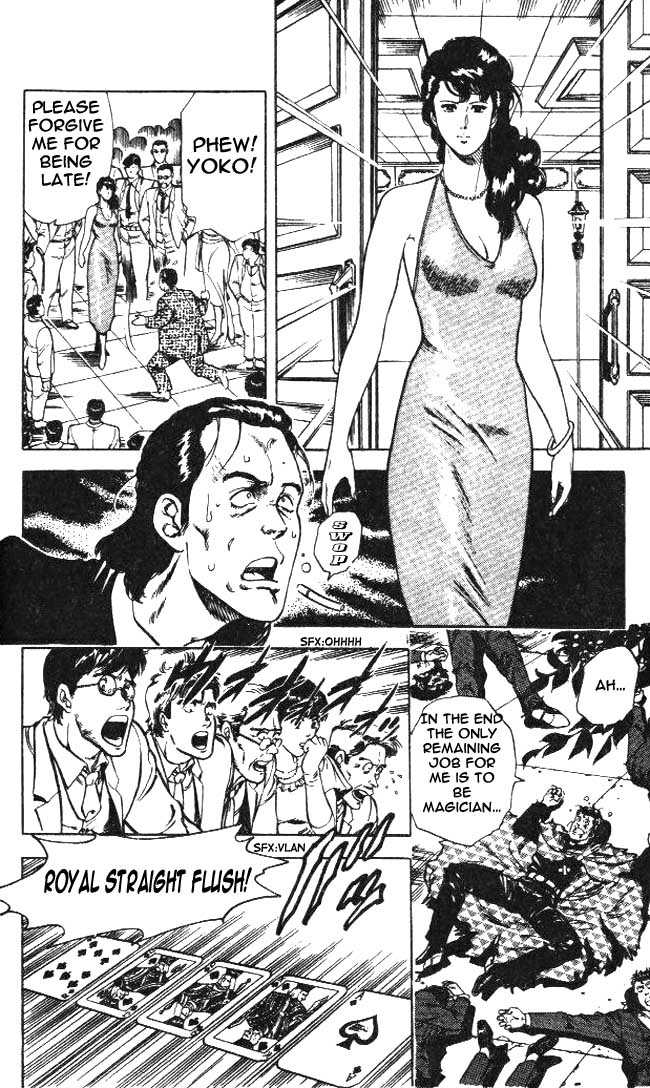 PHEW!
YOKO!
PLEASE
FORGIVE
ME FOR
BEING
LATE!
SWOP
SFX:OHHHH
AH...
IN THE END
THE ONLY
REMAINING
JOB FOR
ME IS TO
BE
MAGICIAN...
SFX:VLAN
ROYAL STRAIGHT FLUSH!